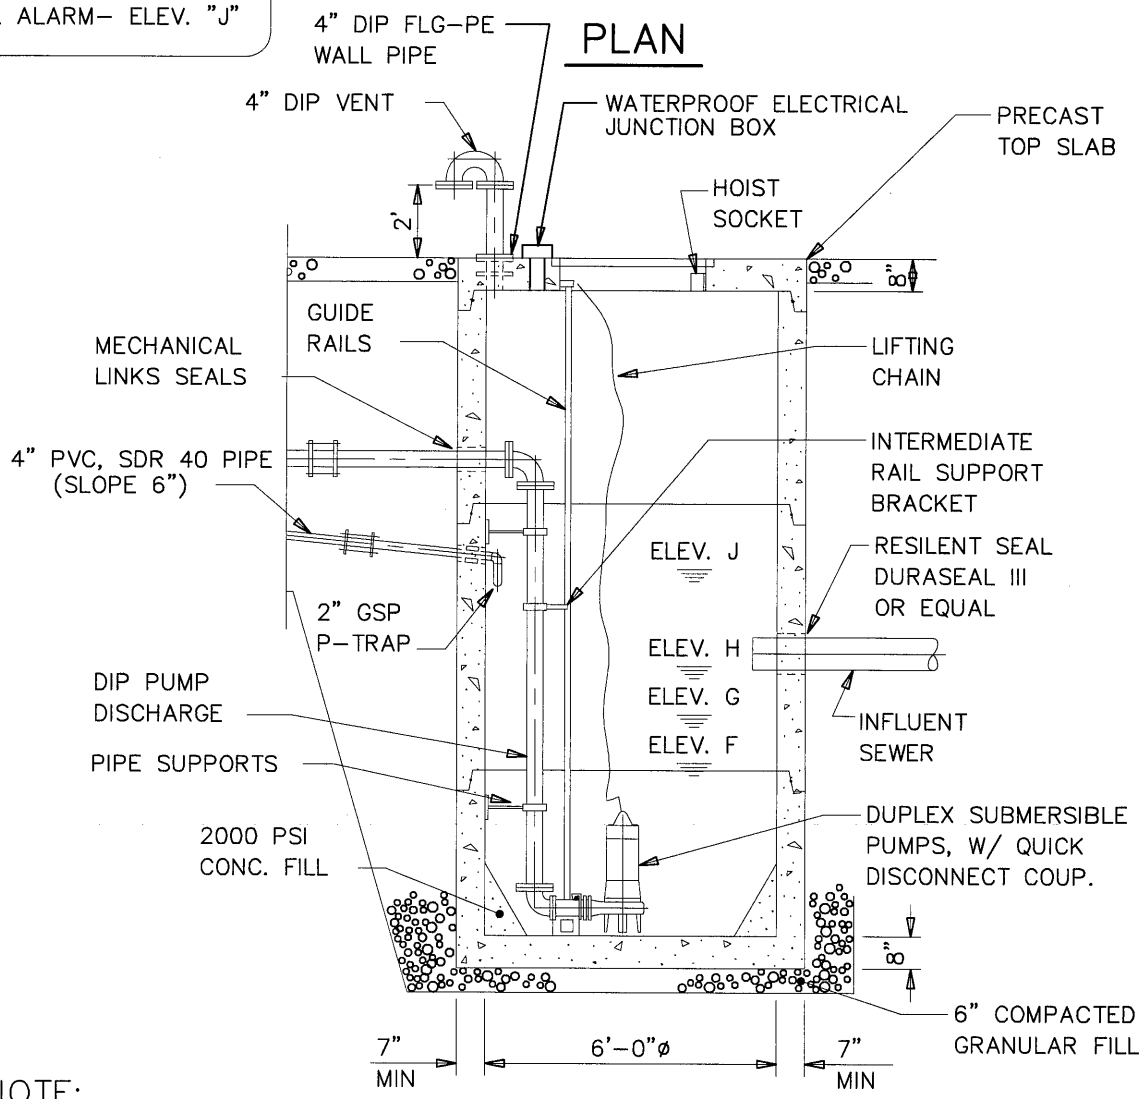 ALARM– ELEV. "J"
4" DIP FLG–PE
WALL PIPE
PLAN
4" DIP VENT
WATERPROOF ELECTRICAL
JUNCTION BOX
PRECAST
TOP SLAB
HOIST
SOCKET
2'
8"
GUIDE
RAILS
MECHANICAL
LINKS SEALS
LIFTING
CHAIN
4" PVC, SDR 40 PIPE
(SLOPE 6")
INTERMEDIATE
RAIL SUPPORT
BRACKET
ELEV. J
RESILENT SEAL
DURASEAL III
OR EQUAL
2" GSP
P–TRAP
ELEV. H
DIP PUMP
DISCHARGE
ELEV. G
INFLUENT
SEWER
ELEV. F
PIPE SUPPORTS
2000 PSI
CONC. FILL
DUPLEX SUBMERSIBLE
PUMPS, W/ QUICK
DISCONNECT COUP.
8"
6" COMPACTED
GRANULAR FILL
7"
MIN
6'–0"ø
7"
MIN
NOTE: